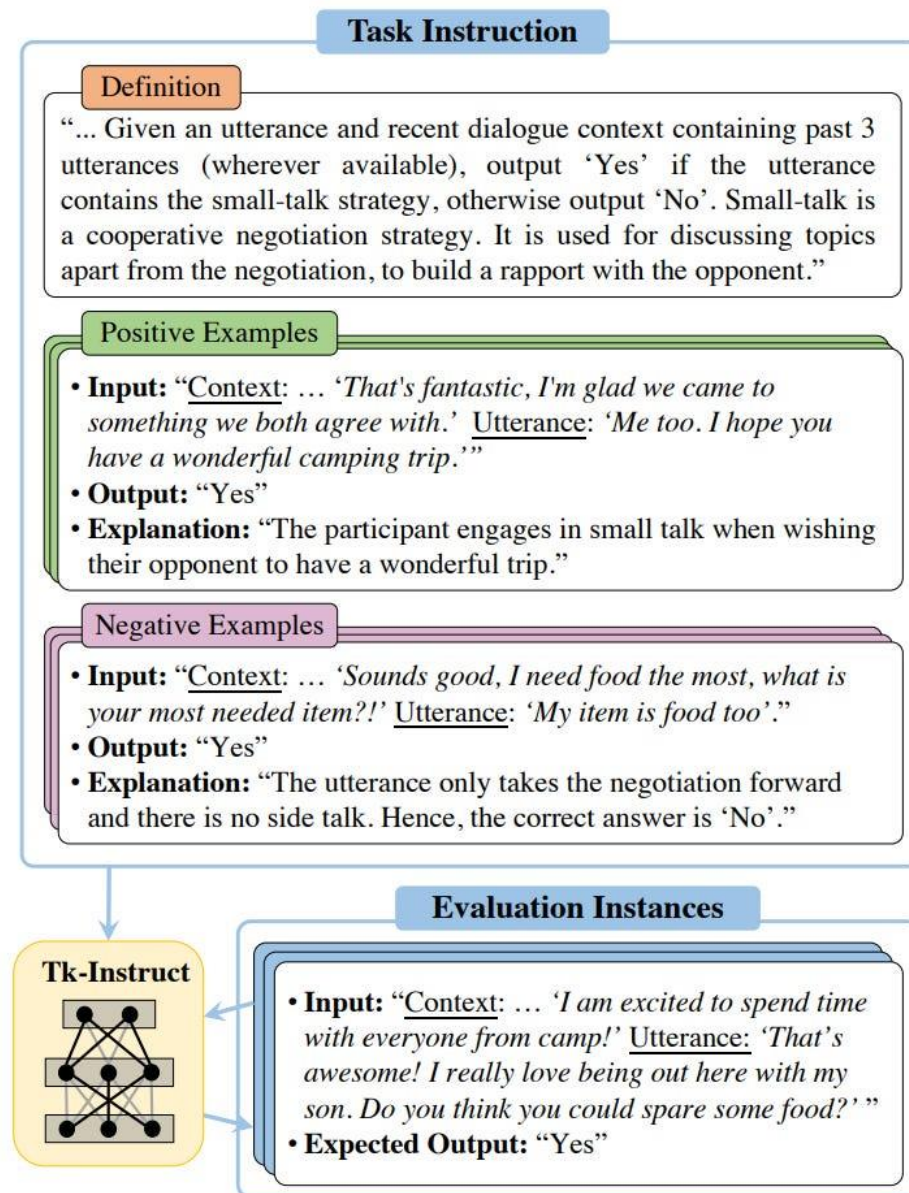 Task Instruction
Definition
“... Given an utterance and recent dialogue context containing past 3
utterances (wherever available), output ‘Yes’ if the utterance
contains the small-talk strategy, otherwise output ‘No’. Small-talk is
a cooperative negotiation strategy. It is used for discussing topics
apart from the negotiation, to build a rapport with the opponent.”
Positive Examples
• Input: “Context: … ‘That's fantastic, I'm glad we came to
something we both agree with.’ Utterance: ‘Me too. I hope you
have a wonderful camping trip.’”
• Output: “Yes”
• Explanation: “The participant engages in small talk when wishing
their opponent to have a wonderful trip.”
Negative Examples
• Input: “Context: … ‘Sounds good, I need food the most, what is
your most needed item?!’ Utterance: ‘My item is food too’.”
• Output: “Yes”
• Explanation: “The utterance only takes the negotiation forward
and there is no side talk. Hence, the correct answer is ‘No’.”
Tk-Instruct
Evaluation Instances
• Input: “Context: … ‘I am excited to spend time
with everyone from camp!’ Utterance: ‘That’s
awesome! I really love being out here with my
son. Do you think you could spare some food?’ ”
• Expected Output: “Yes”